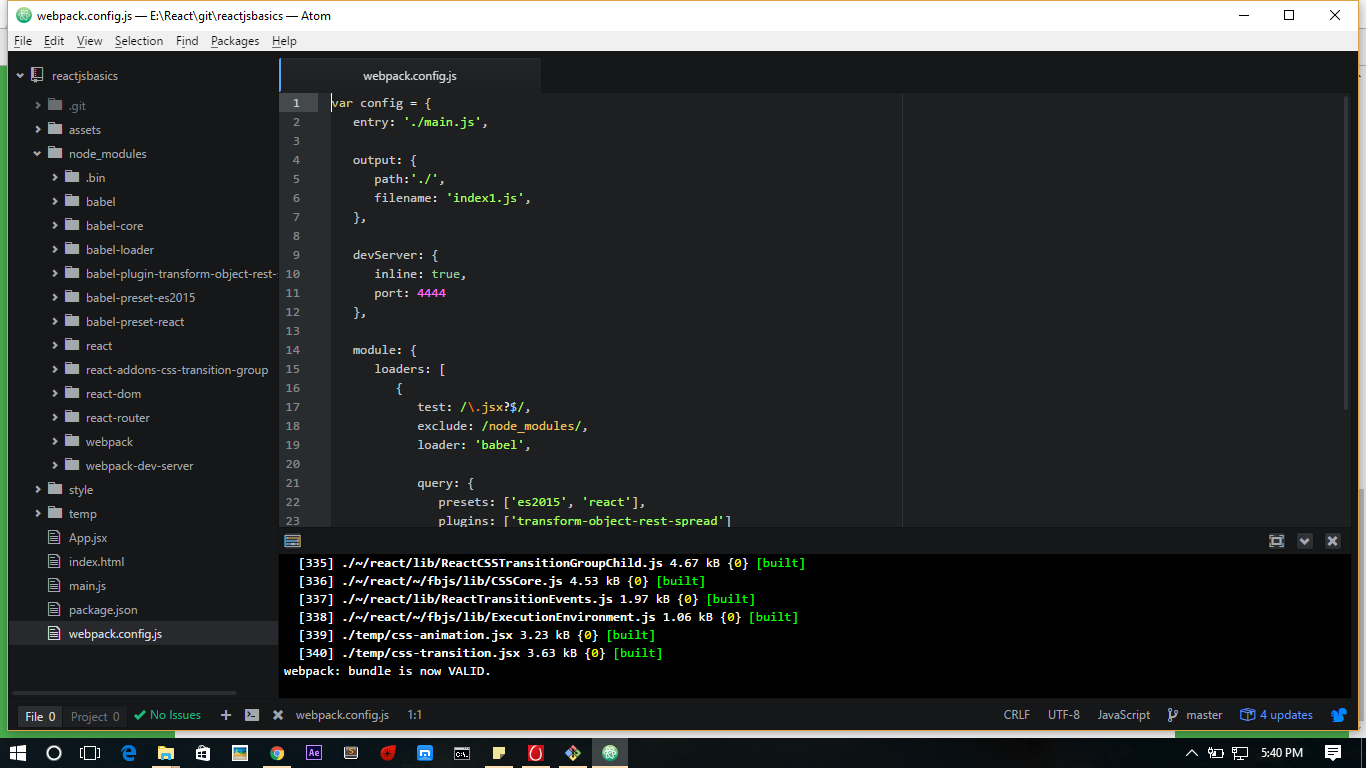 webpack.config.js — E:\React\git\reactjsbasics — Atom
File Edit View Selection Find Packages Help
reactjsbasics
.git
assets
node_modules
.bin
babel
babel-core
babel-loader
babel-plugin-transform-object-rest-
babel-preset-es2015
babel-preset-react
react
react-addons-css-transition-group
react-dom
react-router
webpack
webpack-dev-server
style
temp
App.jsx
index.html
main.js
package.json
webpack.config.js
webpack.config.js
1 var config = {
2 entry: './main.js',
3
4 output: {
5 path:'./',
6 filename: 'index1.js',
7 },
8
9 devServer: {
10 inline: true,
11 port: 4444
12 },
13
14 module: {
15 loaders: [
16 {
17 test: /\.jsx?$/,
18 exclude: /node_modules/,
19 loader: 'babel',
20
21 query: {
22 presets: ['es2015', 'react'],
23 plugins: ['transform-object-rest-spread']
[335] ./~/react/lib/ReactCSSTransitionGroupChild.js 4.67 kB {0} [built]
[336] ./~/react/~/fbjs/lib/CSSCore.js 4.53 kB {0} [built]
[337] ./~/react/lib/ReactTransitionEvents.js 1.97 kB {0} [built]
[338] ./~/react/~/fbjs/lib/ExecutionEnvironment.js 1.06 kB {0} [built]
[339] ./temp/css-animation.jsx 3.23 kB {0} [built]
[340] ./temp/css-transition.jsx 3.63 kB {0} [built]
webpack: bundle is now VALID.
File 0 Project 0 No Issues webpack.config.js 1:1 CRLF UTF-8 JavaScript master 4 updates
Ae C:\. 5:40 PM